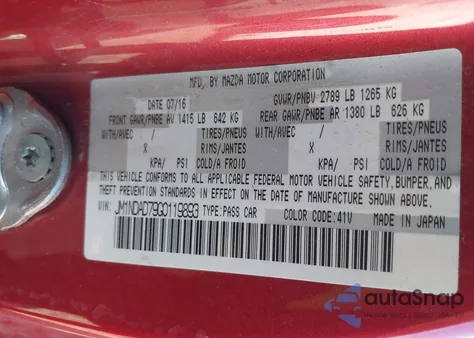 MFD. BY MAZDA MOTOR CORPORATION
DATE 07/16 GVWR/PNBV 2789 LB 1265 KG
FRONT GAWR/PNBE AV 1415 LB 642 KG REAR GAWR/PNBE AR 1380 LB 626 KG
WITH/AVEC / TIRES/PNEUS WITH/AVEC / TIRES/PNEUS
X RIMS/JANTES X RIMS/JANTES
KPA/ PSI COLD/A FROID KPA/ PSI COLD/A FROID
THIS VEHICLE CONFORMS TO ALL APPLICABLE FEDERAL MOTOR VEHICLE SAFETY, BUMPER, AND
THEFT PREVENTION STANDARDS IN EFFECT ON THE DATE OF MANUFACTURE SHOWN ABOVE.
VIN: JM1NDAD79G0119893 TYPE:PASS CAR COLOR CODE:41V MADE IN JAPAN
autoSnap